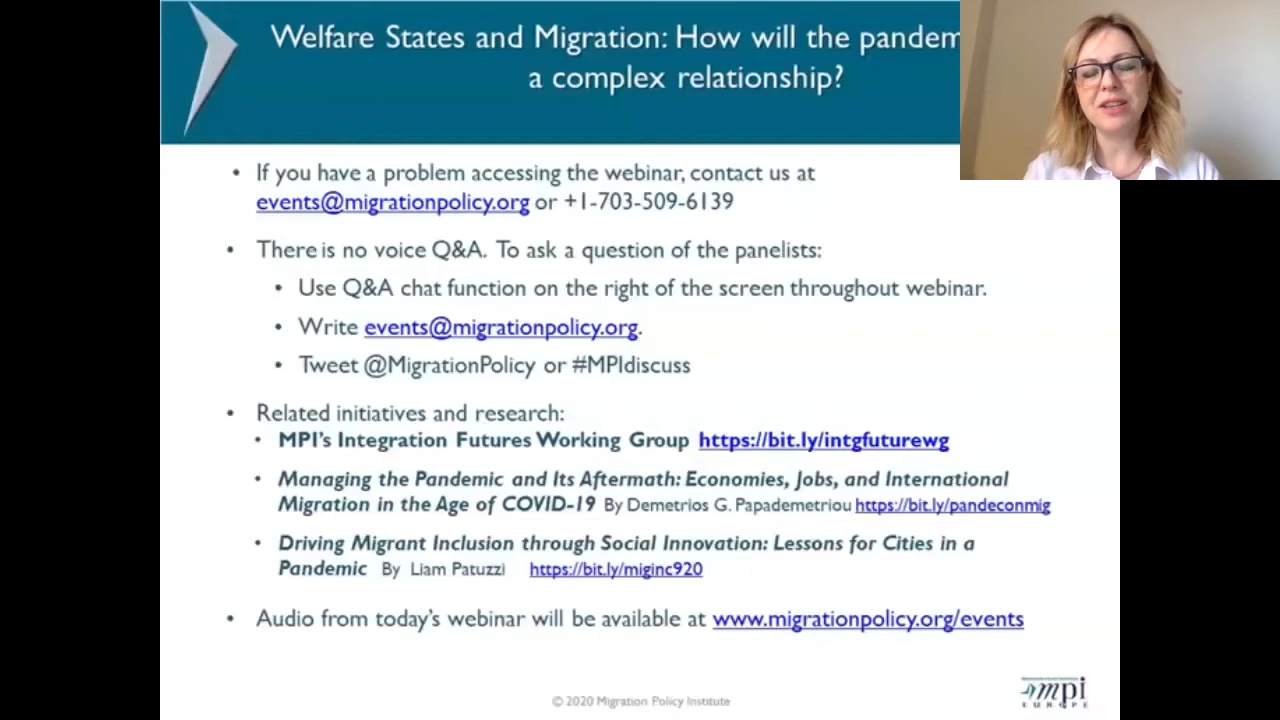 Welfare States and Migration: How will the
a complex relationship?
• If you have a problem accessing the webinar, contact us at
events@migrationpolicy.org or +1-703-509-6139
• There is no voice Q&A. To ask a question of the panelists:
• Use Q&A chat function on the right of the screen throughout webinar.
• Write events@migrationpolicy.org.
• Tweet @MigrationPolicy or #MPIdiscuss
• Related initiatives and research:
• MPI's Integration Futures Working Group https://bit.ly/intgfuturewg
• Managing the Pandemic and Its Aftermath: Economies, Jobs, and International
Migration in the Age of COVID-19 By Demetrios G. Papademetriou https://bit.ly/pandeconmig
• Driving Migrant Inclusion through Social Innovation: Lessons for Cities in a
Pandemic By Liam Patuzzi https://bit.ly/miginc920
• Audio from today's webinar will be available at www.migrationpolicy.org/events
© 2020 Migration Policy Institute
mpi
EUROPE